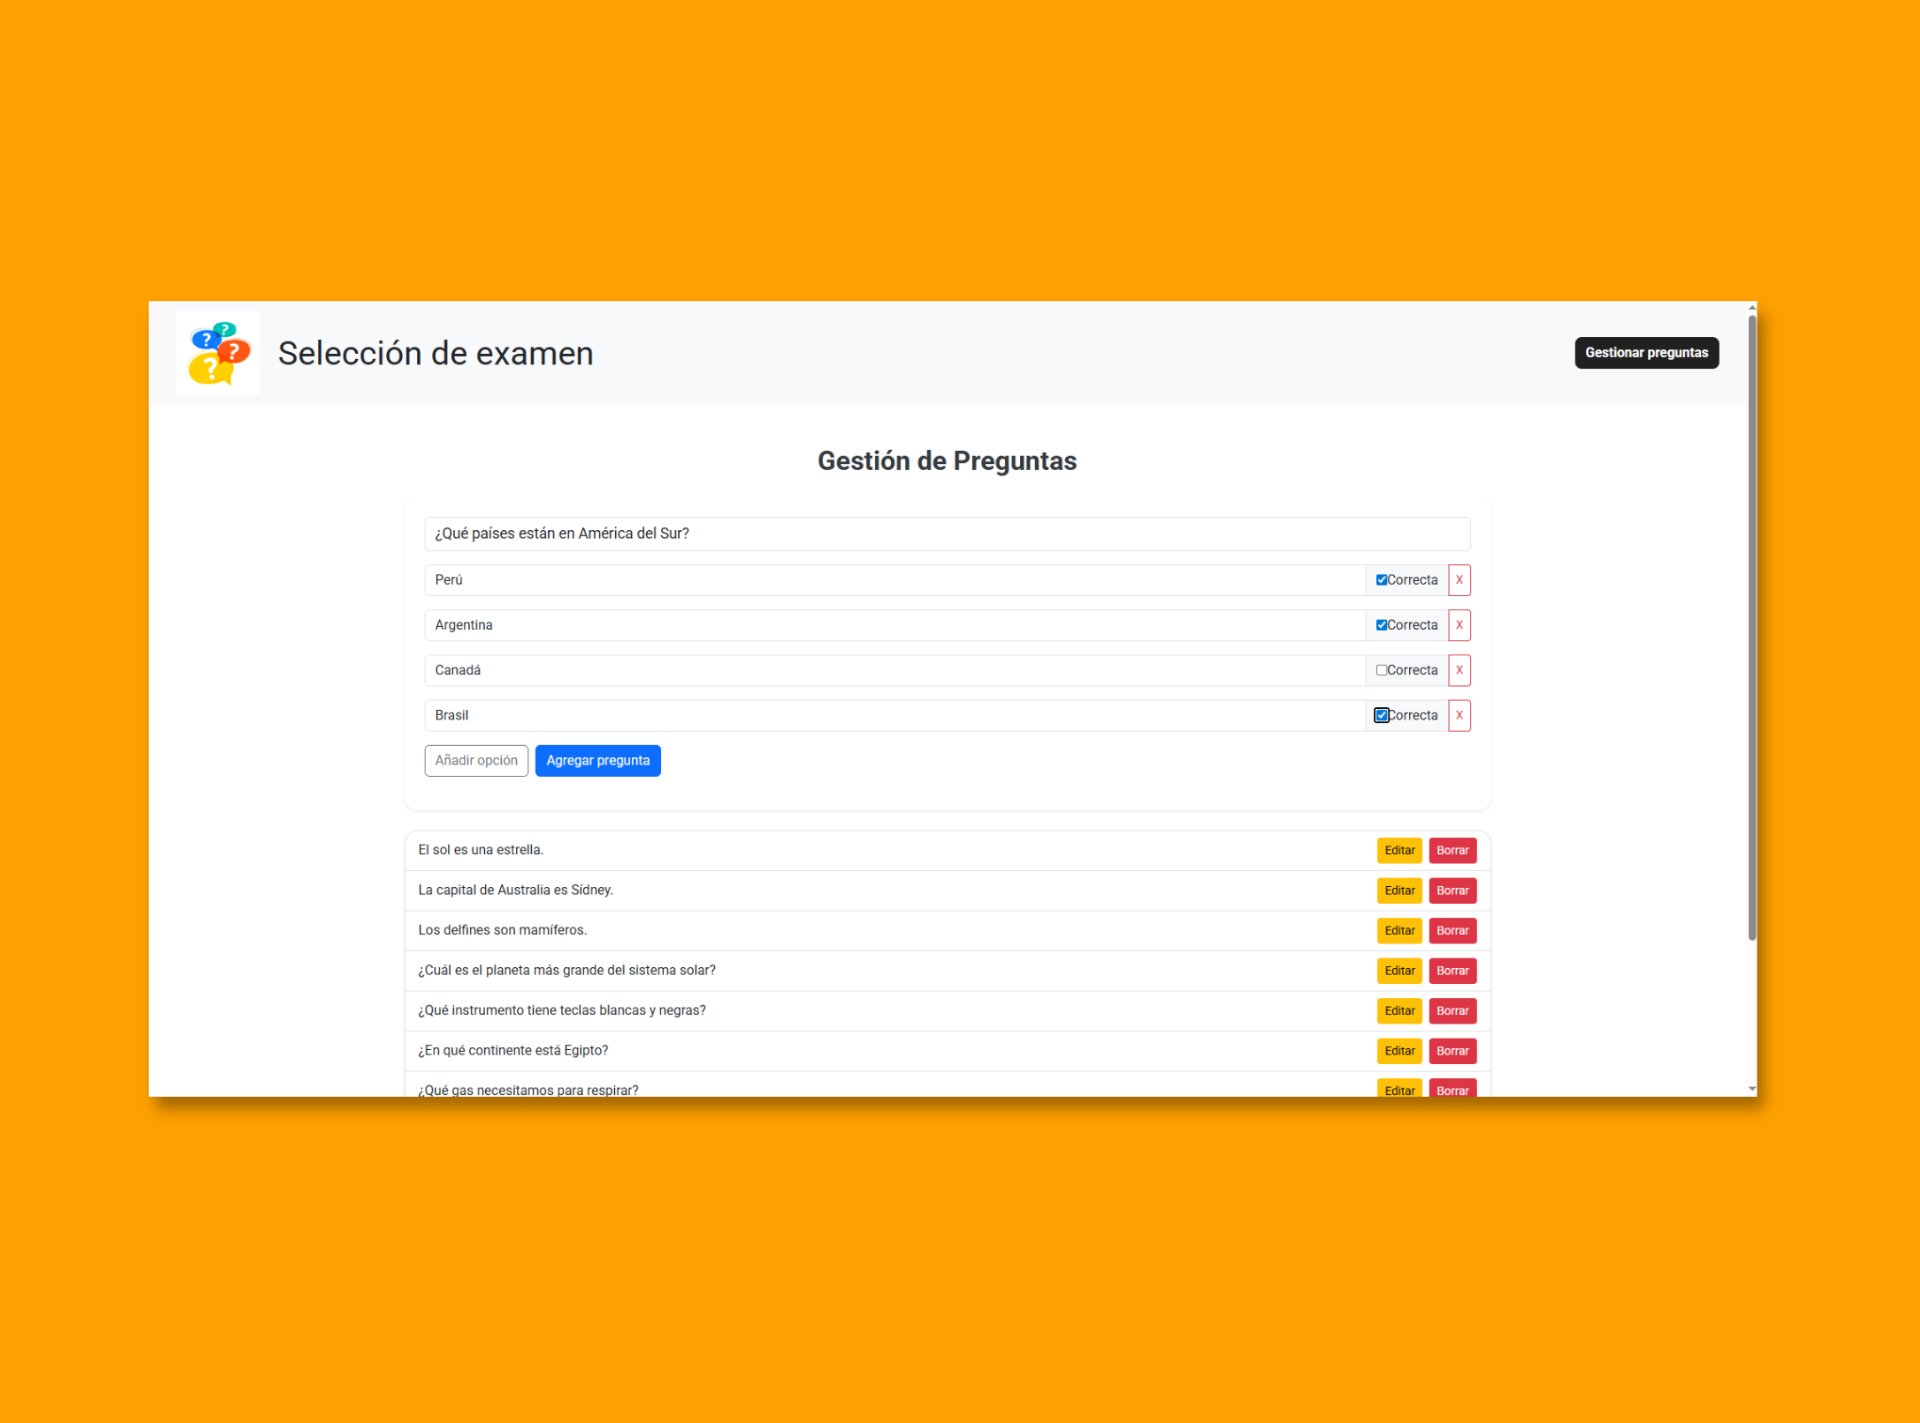 ? ? ? ?
Selección de examen
Gestionar preguntas
Gestión de Preguntas
¿Qué países están en América del Sur?
Perú Correcta X
Argentina Correcta X
Canadá Correcta X
Brasil Correcta X
Añadir opción Agregar pregunta
El sol es una estrella. Editar Borrar
La capital de Australia es Sídney. Editar Borrar
Los delfines son mamíferos. Editar Borrar
¿Cuál es el planeta más grande del sistema solar? Editar Borrar
¿Qué instrumento tiene teclas blancas y negras? Editar Borrar
¿En qué continente está Egipto? Editar Borrar
¿Qué gas necesitamos para respirar? Editar Borrar